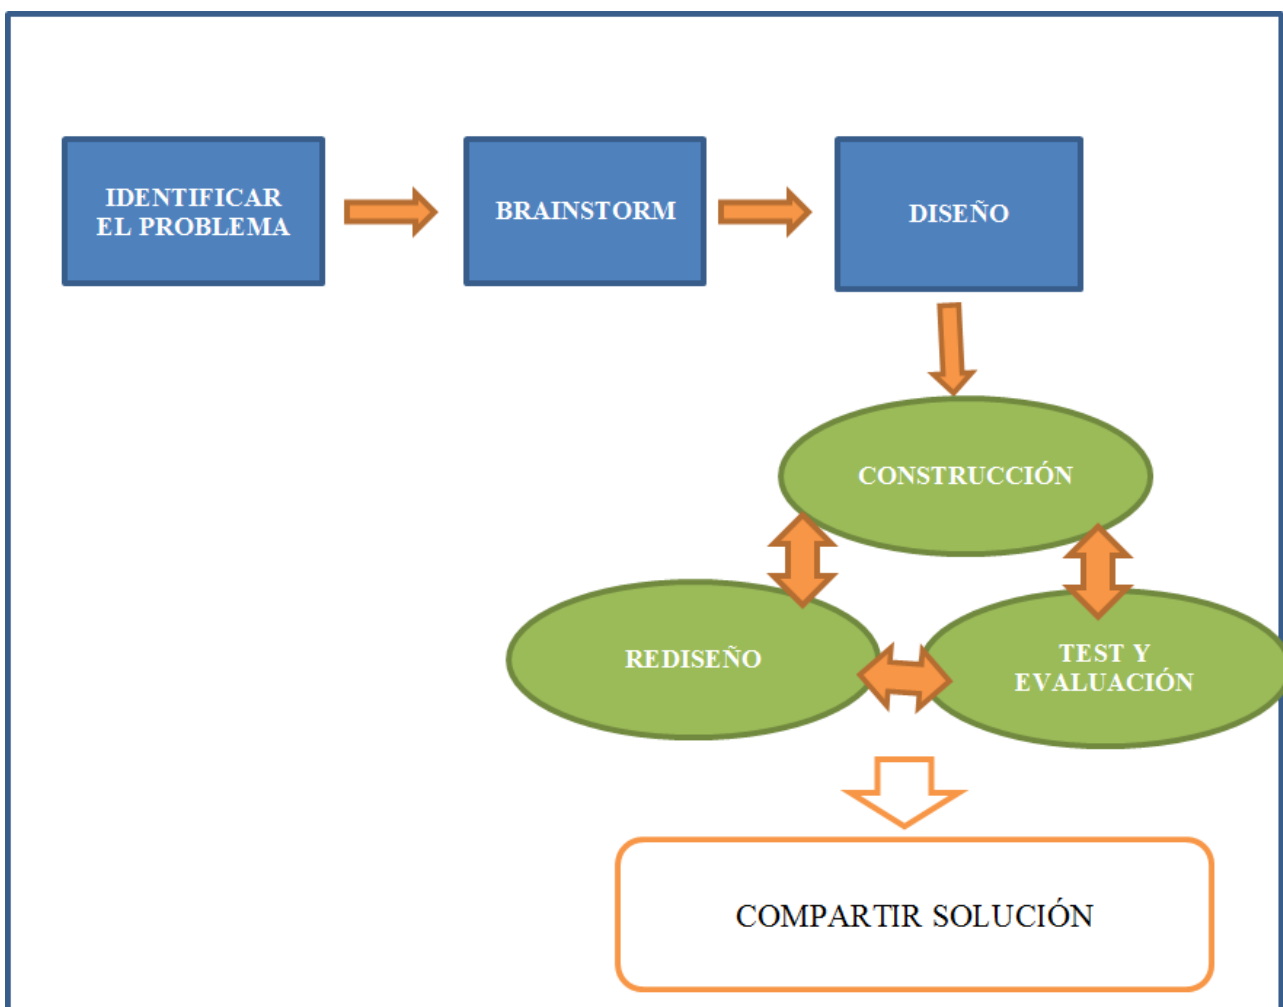 IDENTIFICAR
EL PROBLEMA
BRAINSTORM
DISEÑO
CONSTRUCCIÓN
REDISEÑO
TEST Y
EVALUACIÓN
COMPARTIR SOLUCIÓN